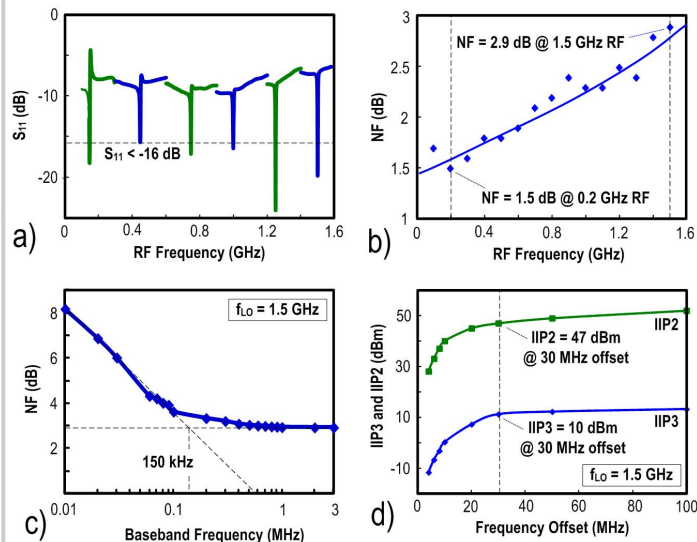 0
-10
-20
S11 (dB)
S11 < -16 dB
0
0.4
0.8
1.2
1.6
RF Frequency (GHz)
a)
3
2.5
2
1.5
1
NF (dB)
NF = 2.9 dB @ 1.5 GHz RF
NF = 1.5 dB @ 0.2 GHz RF
0
0.4
0.8
1.2
1.6
RF Frequency (GHz)
b)
8
6
4
2
NF (dB)
fLO = 1.5 GHz
150 kHz
0.01
0.1
1
3
Baseband Frequency (MHz)
c)
50
30
10
-10
IIP3 and IIP2 (dBm)
IIP2
IIP2 = 47 dBm
@ 30 MHz offset
IIP3
IIP3 = 10 dBm
@ 30 MHz offset
fLO = 1.5 GHz
0
20
40
60
80
100
Frequency Offset (MHz)
d)